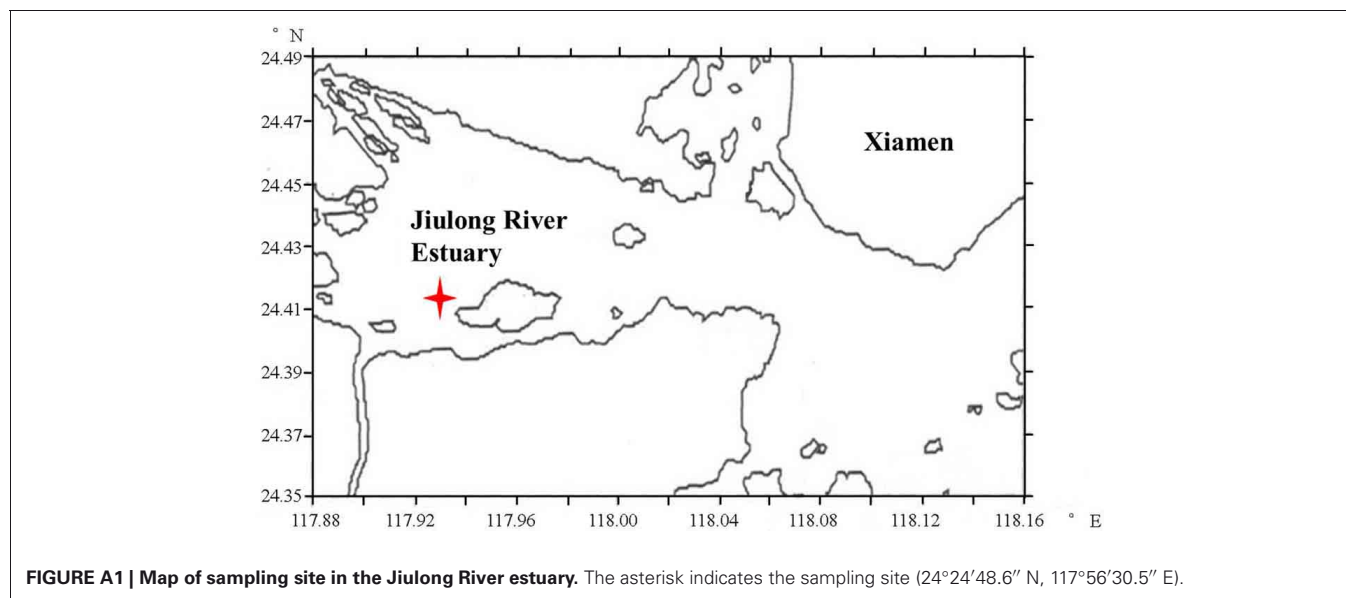 ° N
24.49
24.47
Xiamen
24.45
Jiulong River
24.43
Estuary
24.41
24.39
24.37
24.35
117.88 117.92 117.96 118.00 118.04 118.08 118.12 118.16 ° E
FIGURE A1 | Map of sampling site in the Jiulong River estuary. The asterisk indicates the sampling site (24°24′48.6″ N, 117°56′30.5″ E).